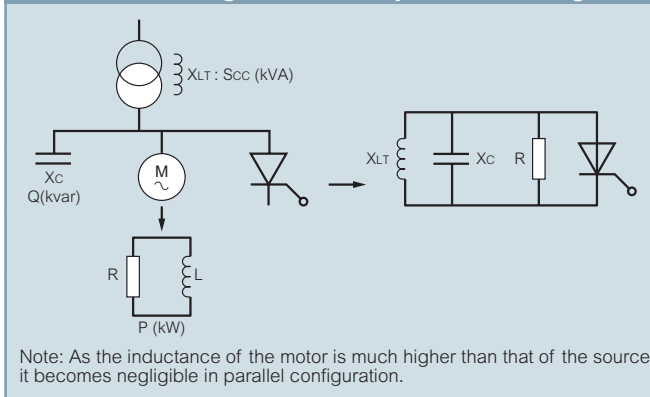 XLT : SCC (kVA)
XC
Q(kvar)
M
R
L
P (kW)
XLT
XC
R
Note: As the inductance of the motor is much higher than that of the source
it becomes negligible in parallel configuration.